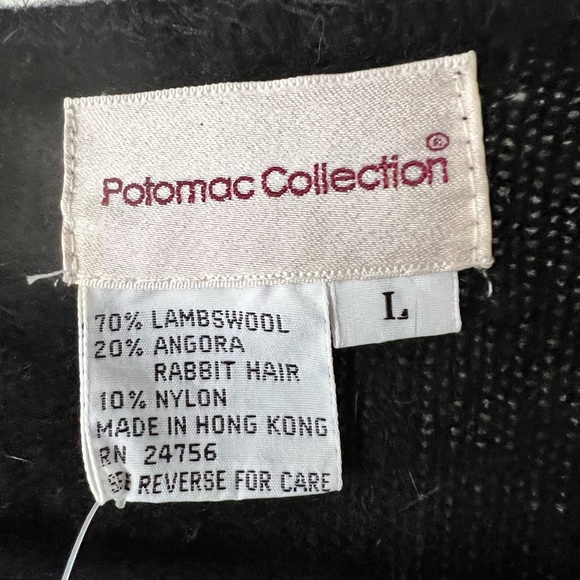 Potomac Collection®
L
70% LAMBSWOOL
20% ANGORA
RABBIT HAIR
10% NYLON
MADE IN HONG KONG
RN 24756
SEE REVERSE FOR CARE